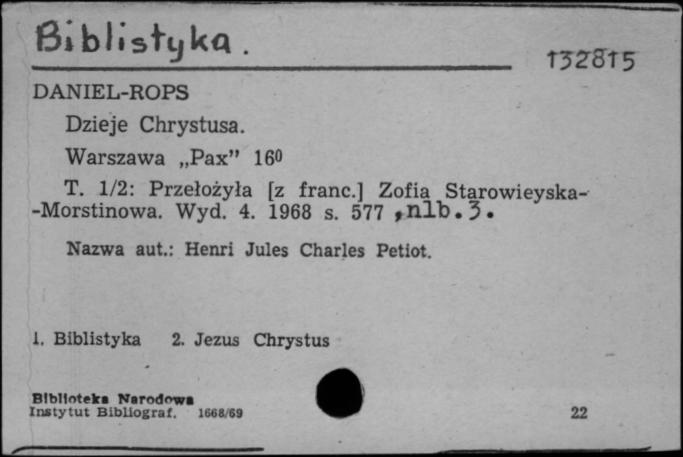 Biblistyka.
132815
DANIEL-ROPS
Dzieje Chrystusa.
Warszawa „Pax” 16⁰
T. 1/2: Przełożyła [z franc.] Zofia Starowieyska-
-Morstinowa. Wyd. 4. 1968 s. 577 ,nlb.3.
Nazwa aut.: Henri Jules Charles Petiot.
1. Biblistyka 2. Jezus Chrystus
Biblioteka Narodowa
Instytut Bibliograf. 1668/69
22